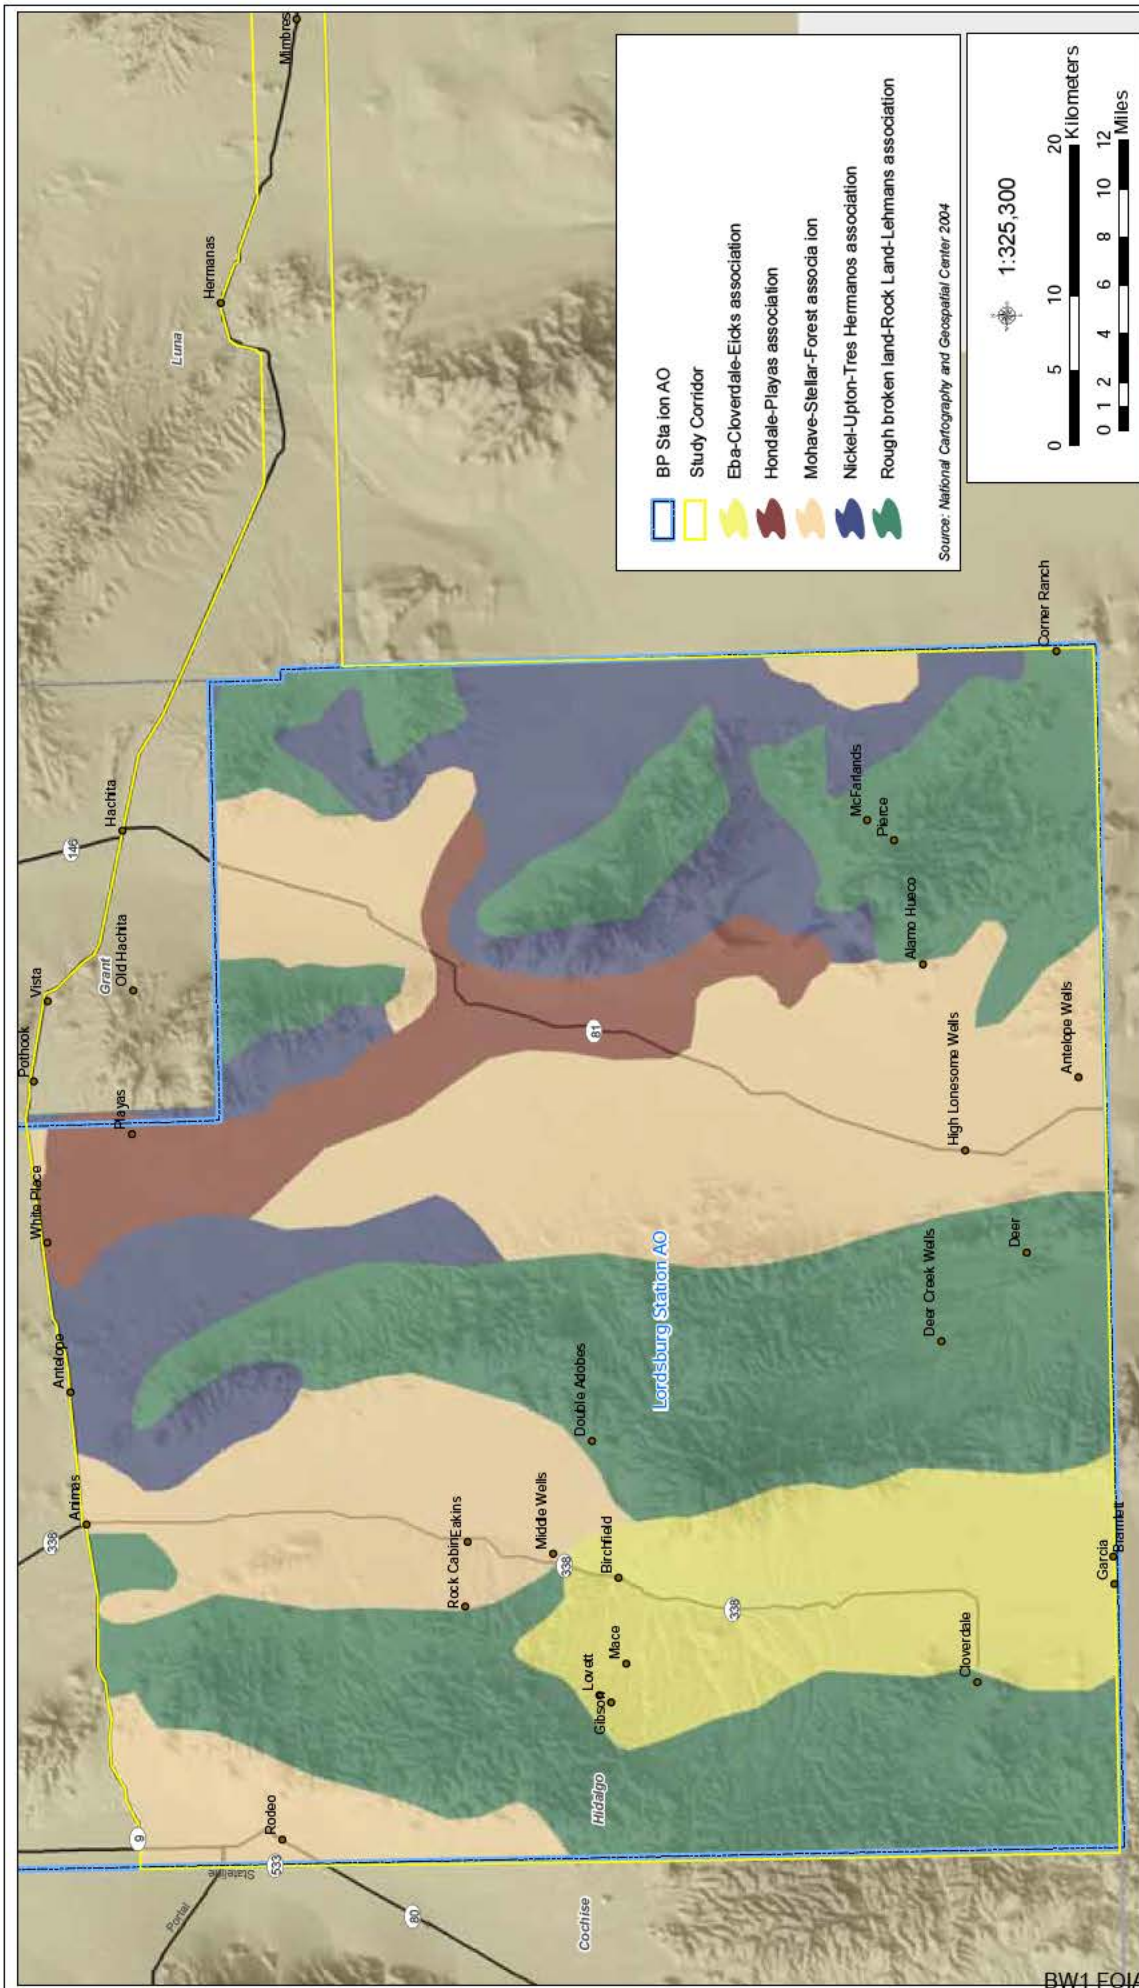 Mimbres
Hermanas
Luna
Hachita
146
Old Hachita
Grant
Vista
Pothook
Playas
White Place
Antelope
Animas
338
9
Rodeo
Stateline
533
Portal
80
Cochise
Hidalgo
Rock Cabin
Eakins
Middle Wells
338
Birchfield
Mace
Lovett
Gibson
338
Cloverdale
Garcia
Bramlett
Double Adobes
Lordsburg Station AO
Deer Creek Wells
Deer
81
High Lonesome Wells
Antelope Wells
Alamo Hueco
Pierce
McFarlands
Corner Ranch
BP Sta ion AO
Study Corridor
Eba-Cloverdale-Eicks association
Hondale-Playas association
Mohave-Stellar-Forest associa ion
Nickel-Upton-Tres Hermanos association
Rough broken land-Rock Land-Lehmans association
Source: National Cartography and Geospatial Center 2004
1:325,300
0 5 10 20
Kilometers
0 1 2 4 6 8 10 12
Miles
BW1 FOIA